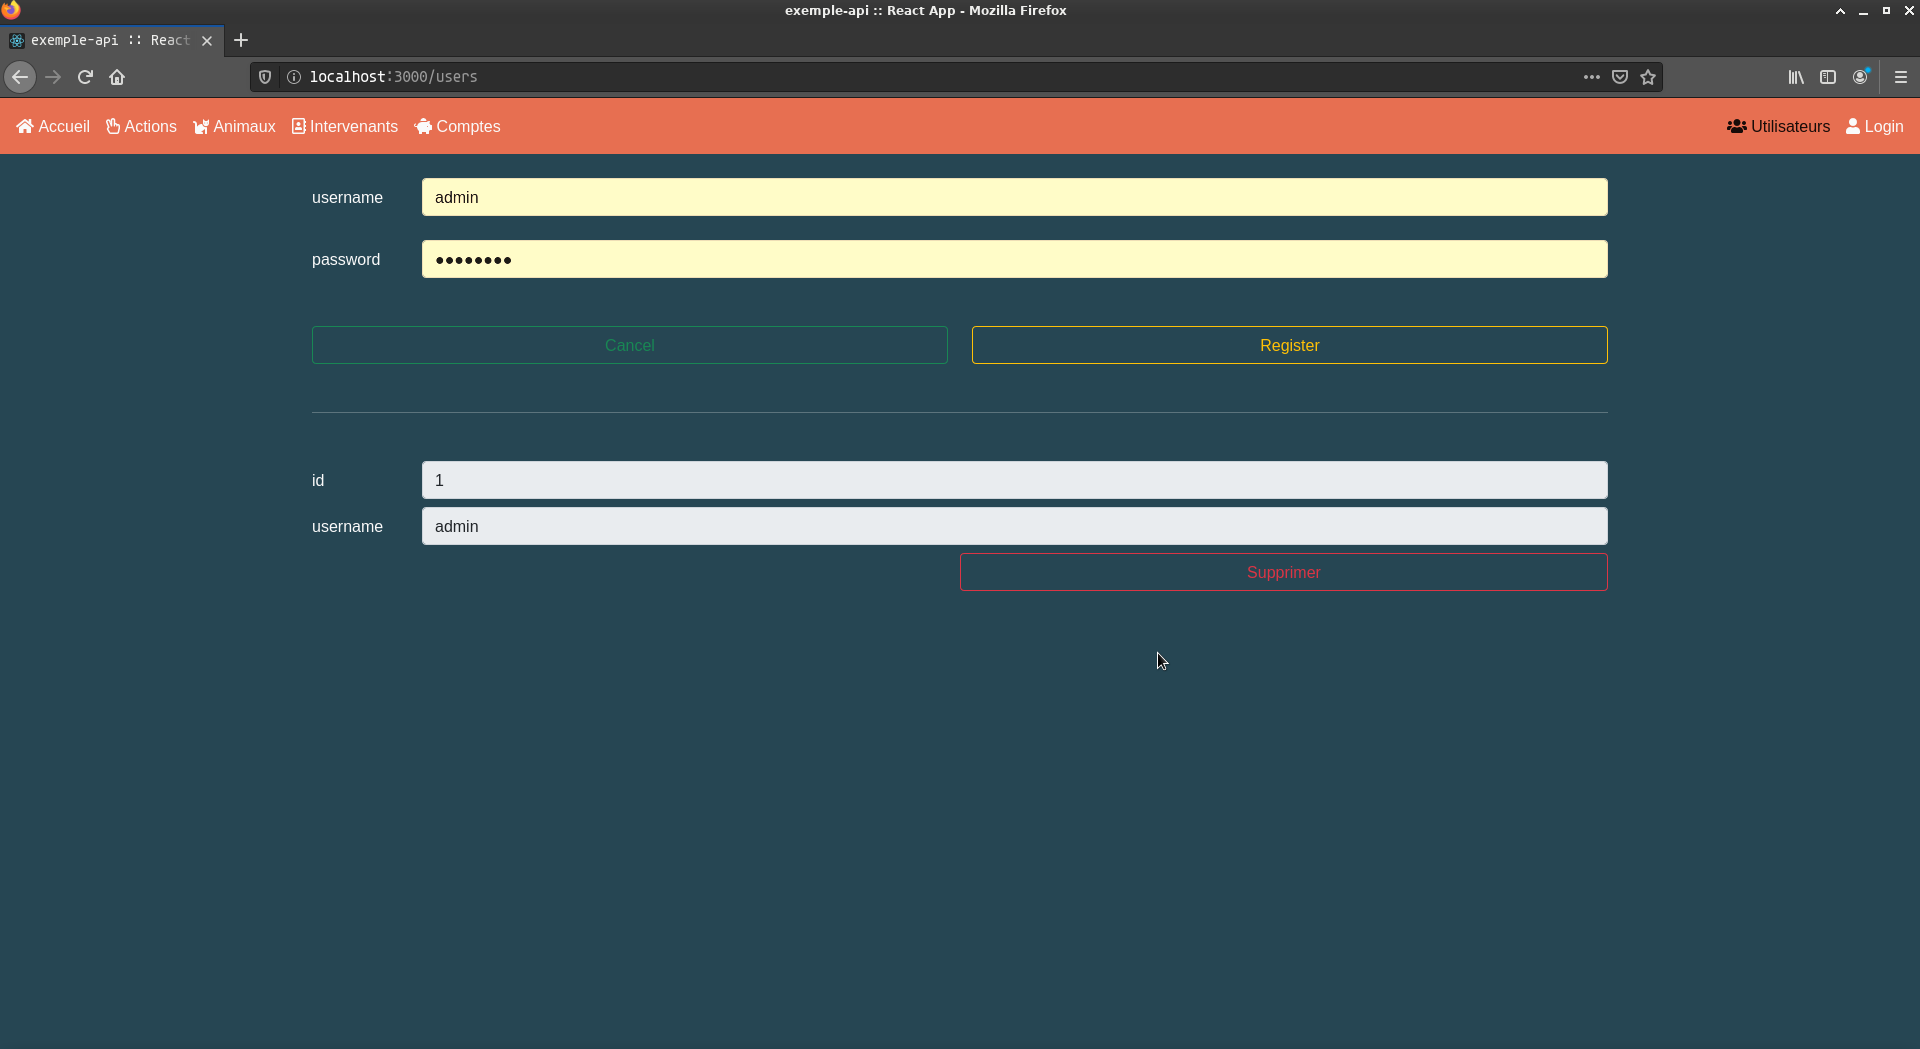 exemple-api :: React App - Mozilla Firefox
exemple-api :: React
localhost:3000/users
Accueil Actions Animaux Intervenants Comptes Utilisateurs Login
username admin
password ●●●●●●●●
Cancel Register
id 1
username admin
Supprimer